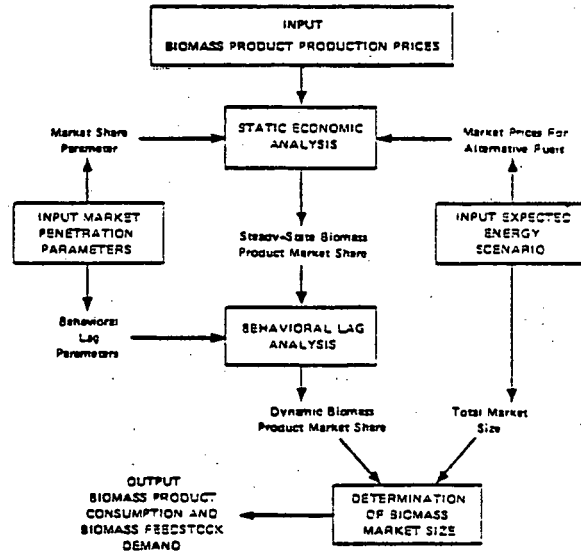 INPUT
BIOMASS PRODUCT PRODUCTION PRICES
Market Share
Parameter
STATIC ECONOMIC
ANALYSIS
Market Prices For
Alternative Fuels
INPUT MARKET
PENETRATION
PARAMETERS
INPUT EXPECTED
ENERGY
SCENARIO
Steady-State Biomass
Product Market Share
Behavioral
Lag
Parameters
BEHAVIORAL LAG
ANALYSIS
Dynamic Biomass
Product Market Share
Total Market
Size
OUTPUT
BIOMASS PRODUCT
CONSUMPTION AND
BIOMASS FEEDSTOCK
DEMAND
DETERMINATION
OF BIOMASS
MARKET SIZE